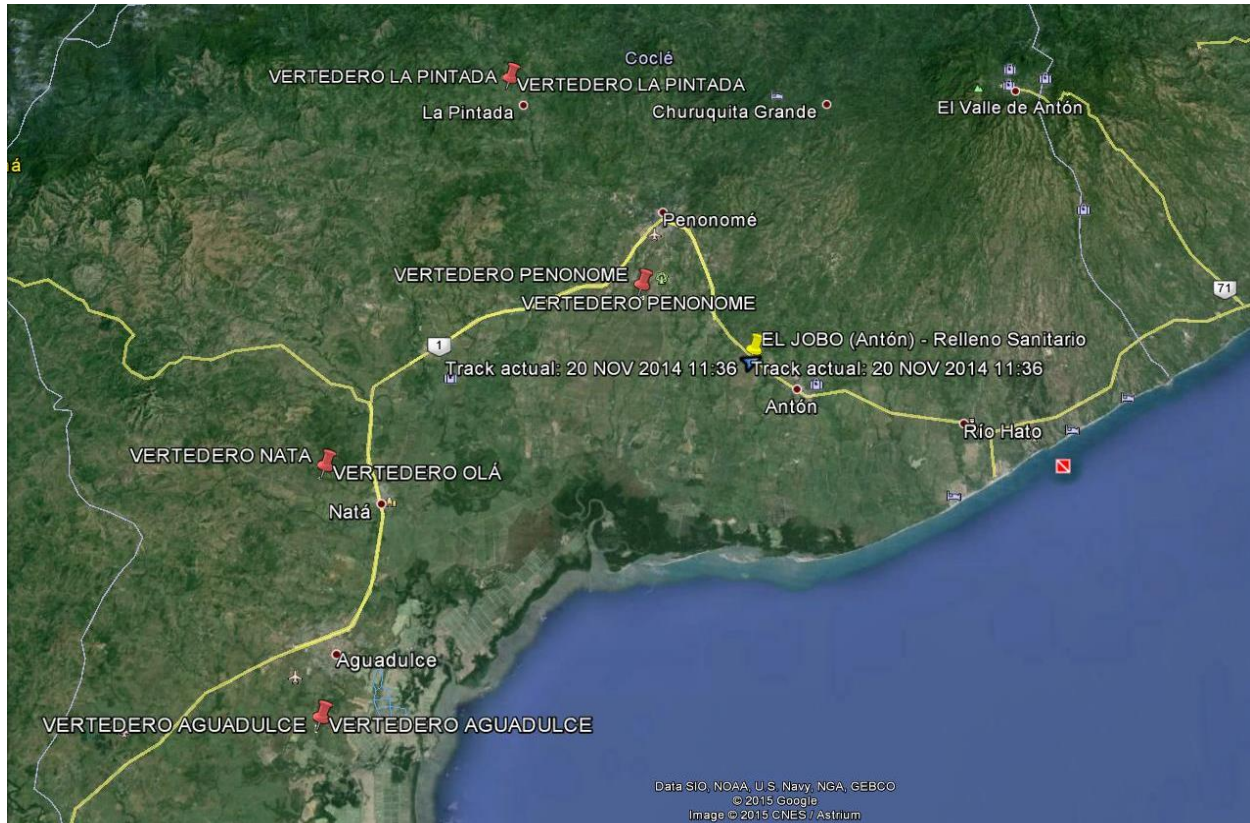 Coclé
VERTEDERO LA PINTADA
VERTEDERO LA PINTADA
La Pintada
Churuquita Grande
El Valle de Antón
á
Penonomé
VERTEDERO PENONOME
VERTEDERO PENONOME
71
1
EL JOBO (Antón) - Relleno Sanitario
Track actual: 20 NOV 2014 11:36
Track actual: 20 NOV 2014 11:36
Antón
Río Hato
VERTEDERO NATA
VERTEDERO OLÁ
Natá
Aguadulce
VERTEDERO AGUADULCE
VERTEDERO AGUADULCE
Data SIO, NOAA, U.S. Navy, NGA, GEBCO
© 2015 Google
Image © 2015 CNES / Astrium